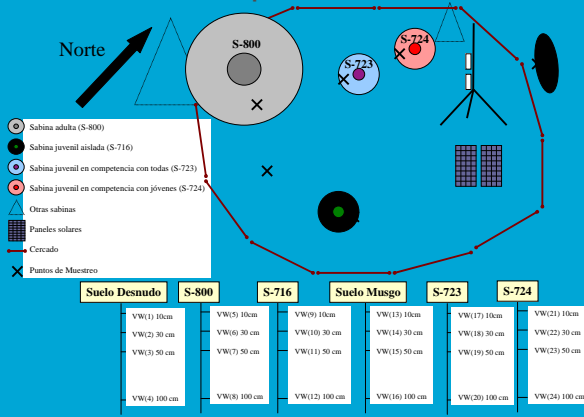 Norte
S-800
S-723
S-724
Sabina adulta (S-800)
Sabina juvenil aislada (S-716)
Sabina juvenil en competencia con todas (S-723)
Sabina juvenil en competencia con jóvenes (S-724)
Otras sabinas
Paneles solares
Cercado
Puntos de Muestreo
Suelo Desnudo
VW(1) 10cm
VW(2) 30 cm
VW(3) 50 cm
VW(4) 100 cm
S-800
VW(5) 10cm
VW(6) 30 cm
VW(7) 50 cm
VW(8) 100 cm
S-716
VW(9) 10cm
VW(10) 30 cm
VW(11) 50 cm
VW(12) 100 cm
Suelo Musgo
VW(13) 10cm
VW(14) 30 cm
VW(15) 50 cm
VW(16) 100 cm
S-723
VW(17) 10cm
VW(18) 30 cm
VW(19) 50 cm
VW(20) 100 cm
S-724
VW(21) 10cm
VW(22) 30 cm
VW(23) 50 cm
VW(24) 100 cm